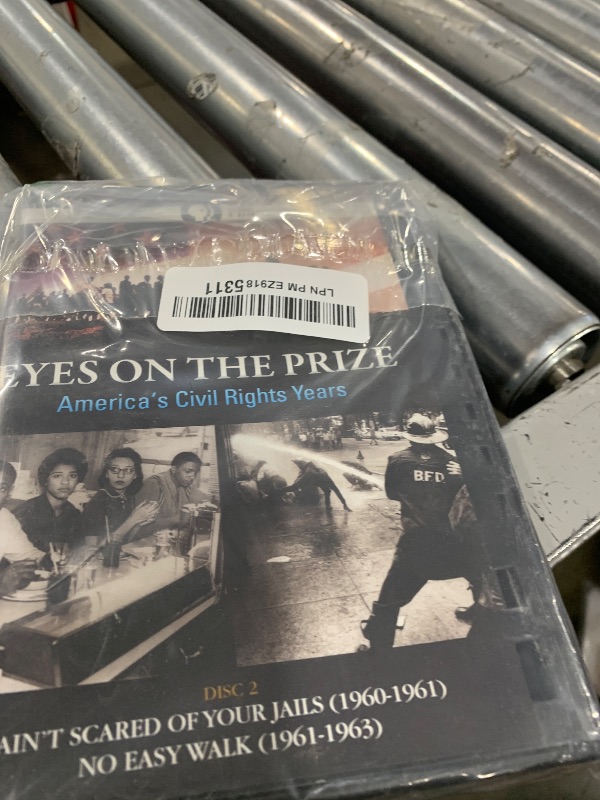 LPN PM EZ9185311
EYES ON THE PRIZE
America's Civil Rights Years
B.F.D.
DISC 2
AIN'T SCARED OF YOUR JAILS (1960-1961)
NO EASY WALK (1961-1963)